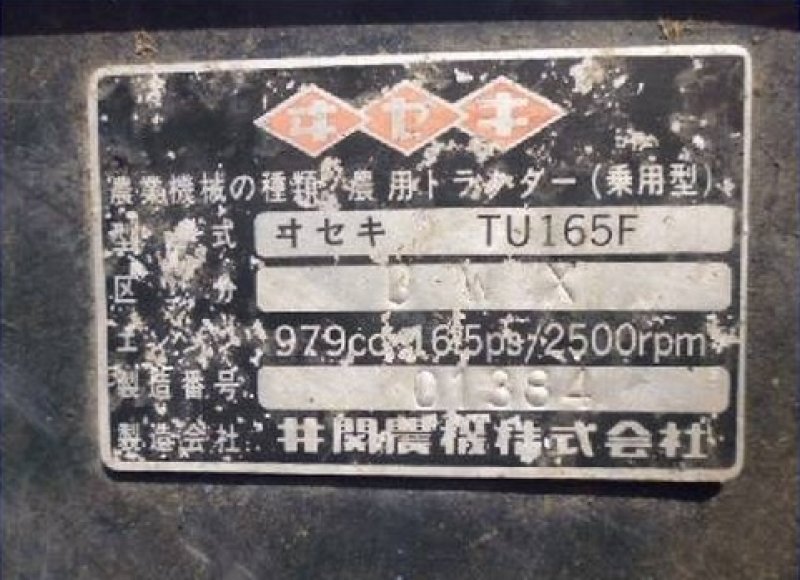 ヰセキ
農業機械の種類 農用トラクター(乗用型)
型式 ヰセキ TU165F
区分 DMX
エンジン 979cc 16.5ps/2500rpm
製造番号 01384
製造会社 井関農機株式会社